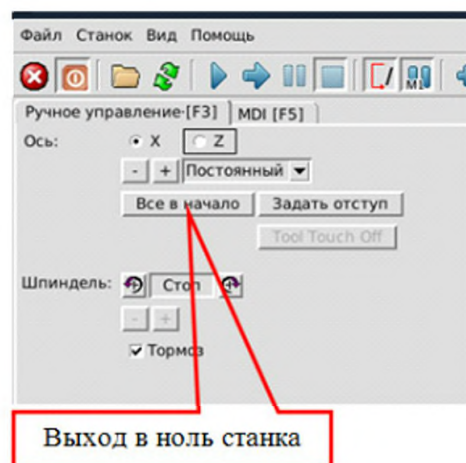 Файл Станок Вид Помощь
M1
Ручное управление-[F3] MDI [F5]
Ось: X Z
- + Постоянный
Все в начало Задать отступ
Tool Touch Off
Шпиндель: Стоп
- +
Тормоз
Выход в ноль станка